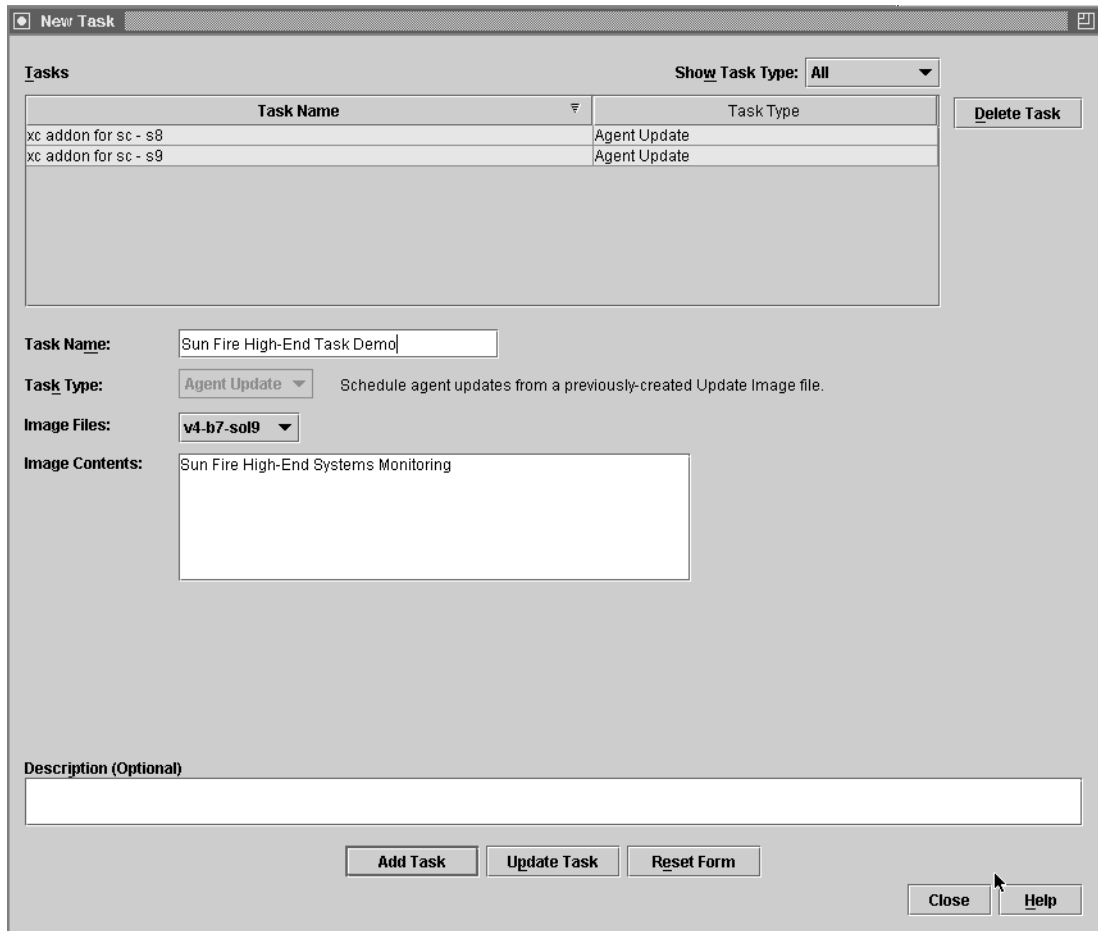 New Task
Tasks Show Task Type: All
Task Name Task Type Delete Task
xc addon for sc - s8 Agent Update
xc addon for sc - s9 Agent Update
Task Name: Sun Fire High-End Task Demo
Task Type: Agent Update Schedule agent updates from a previously-created Update Image file.
Image Files: v4-b7-sol9
Image Contents: Sun Fire High-End Systems Monitoring
Description (Optional)
Add Task Update Task Reset Form
Close Help